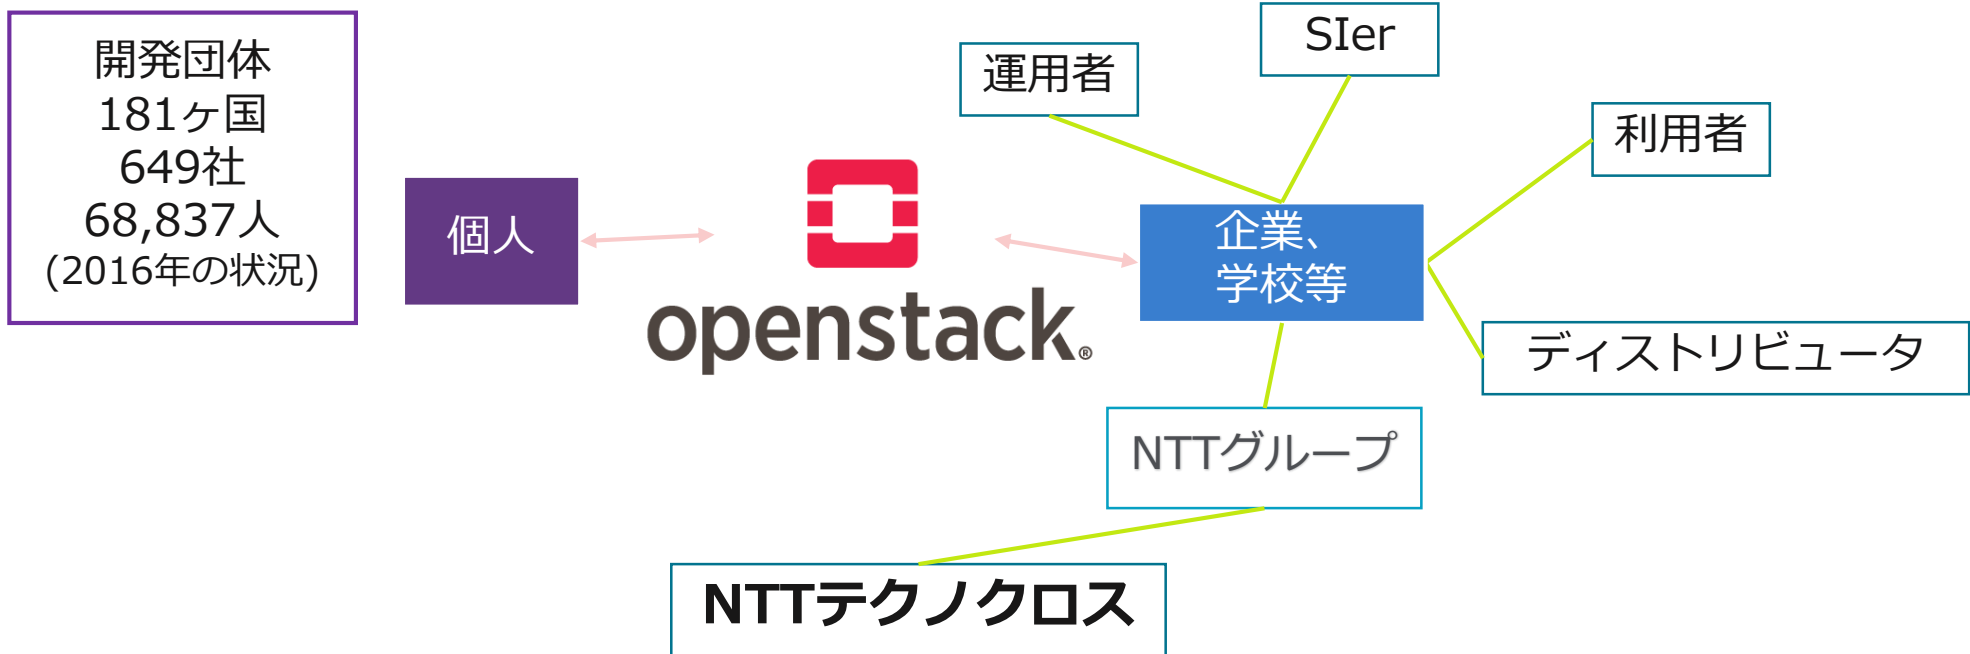 開発団体
181ヶ国
649社
68,837人
(2016年の状況)
個人
openstack®
運用者
SIer
利用者
企業、
学校等
ディストリビュータ
NTTグループ
NTTテクノクロス